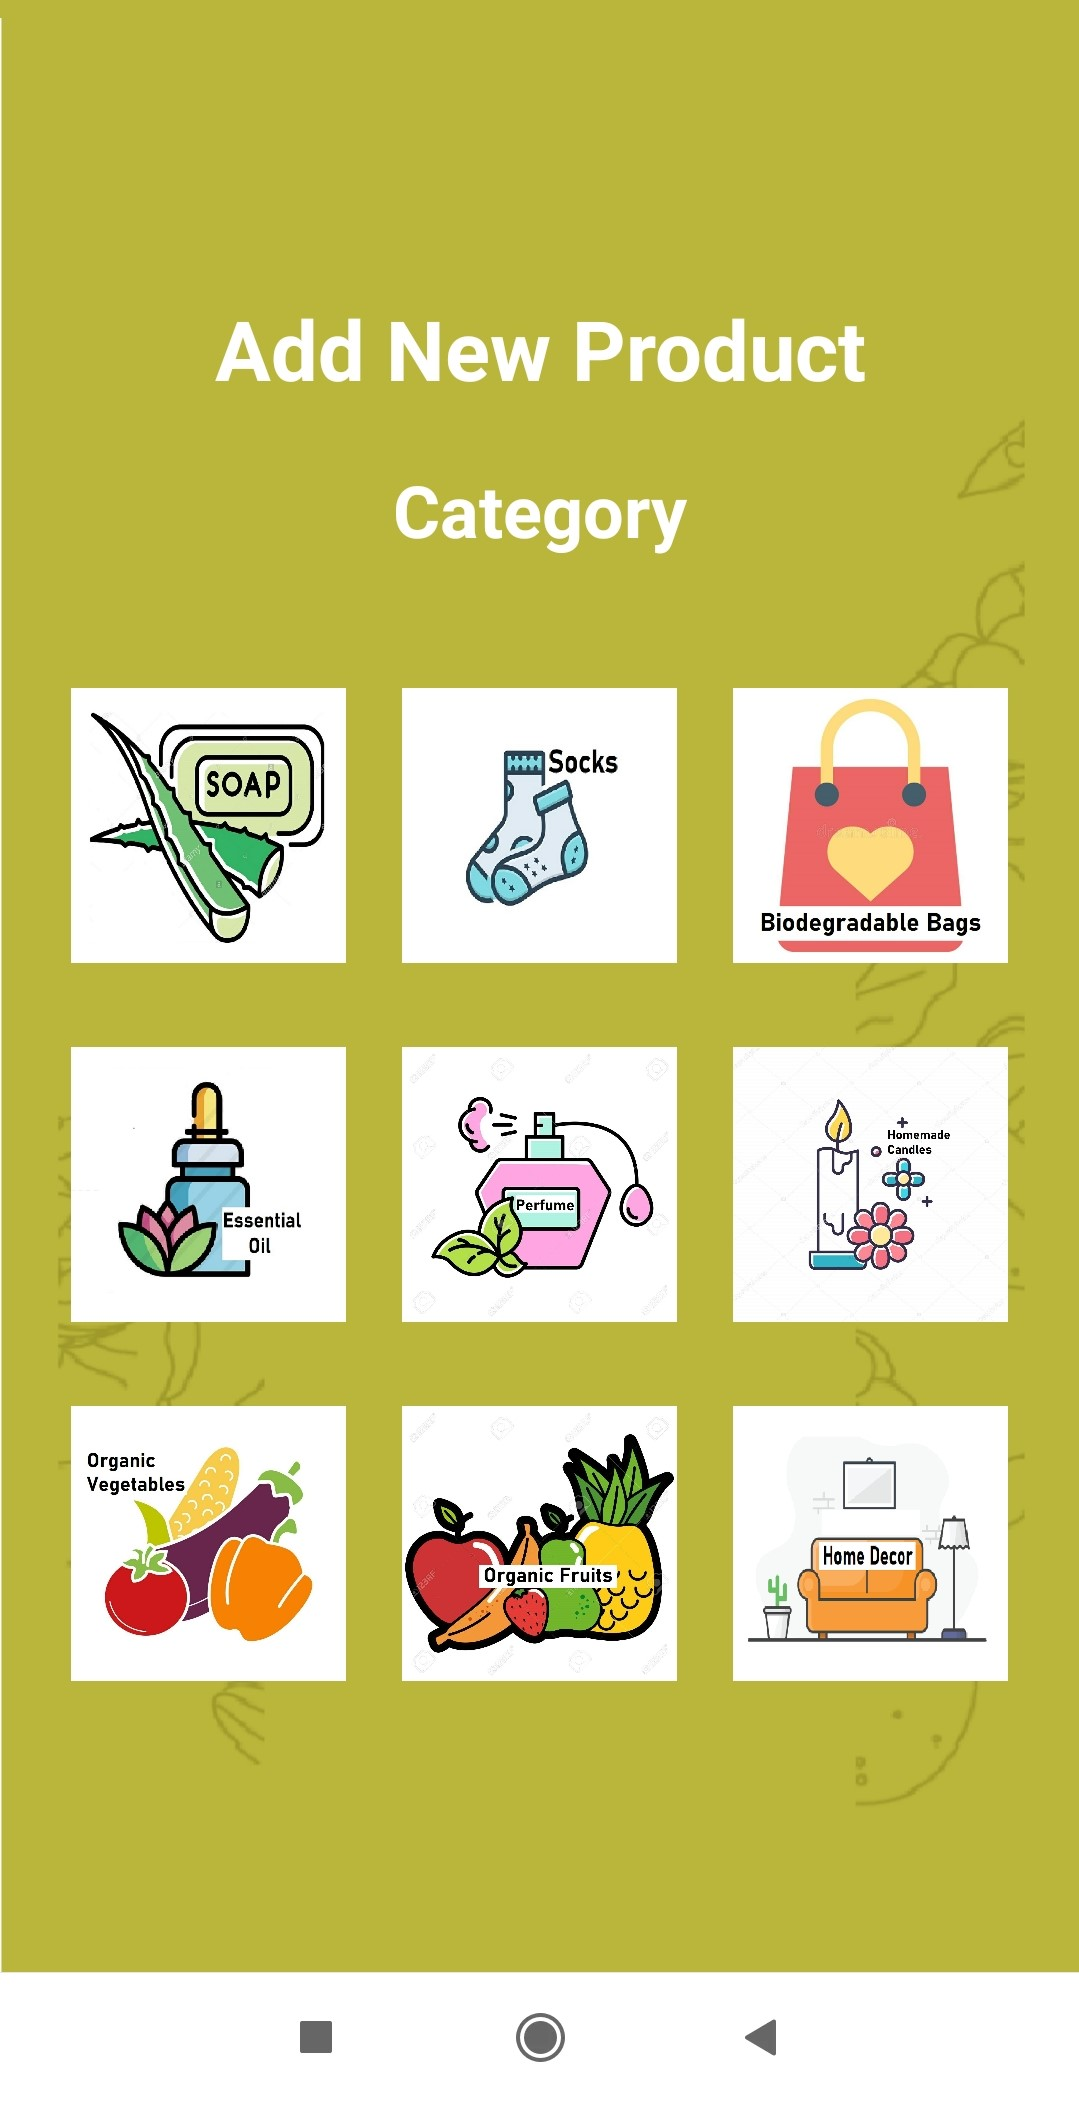 Add New Product
Category
SOAP
Socks
Biodegradable Bags
Essential
Oil
Perfume
Homemade
Candles
Organic
Vegetables
Organic Fruits
Home Decor